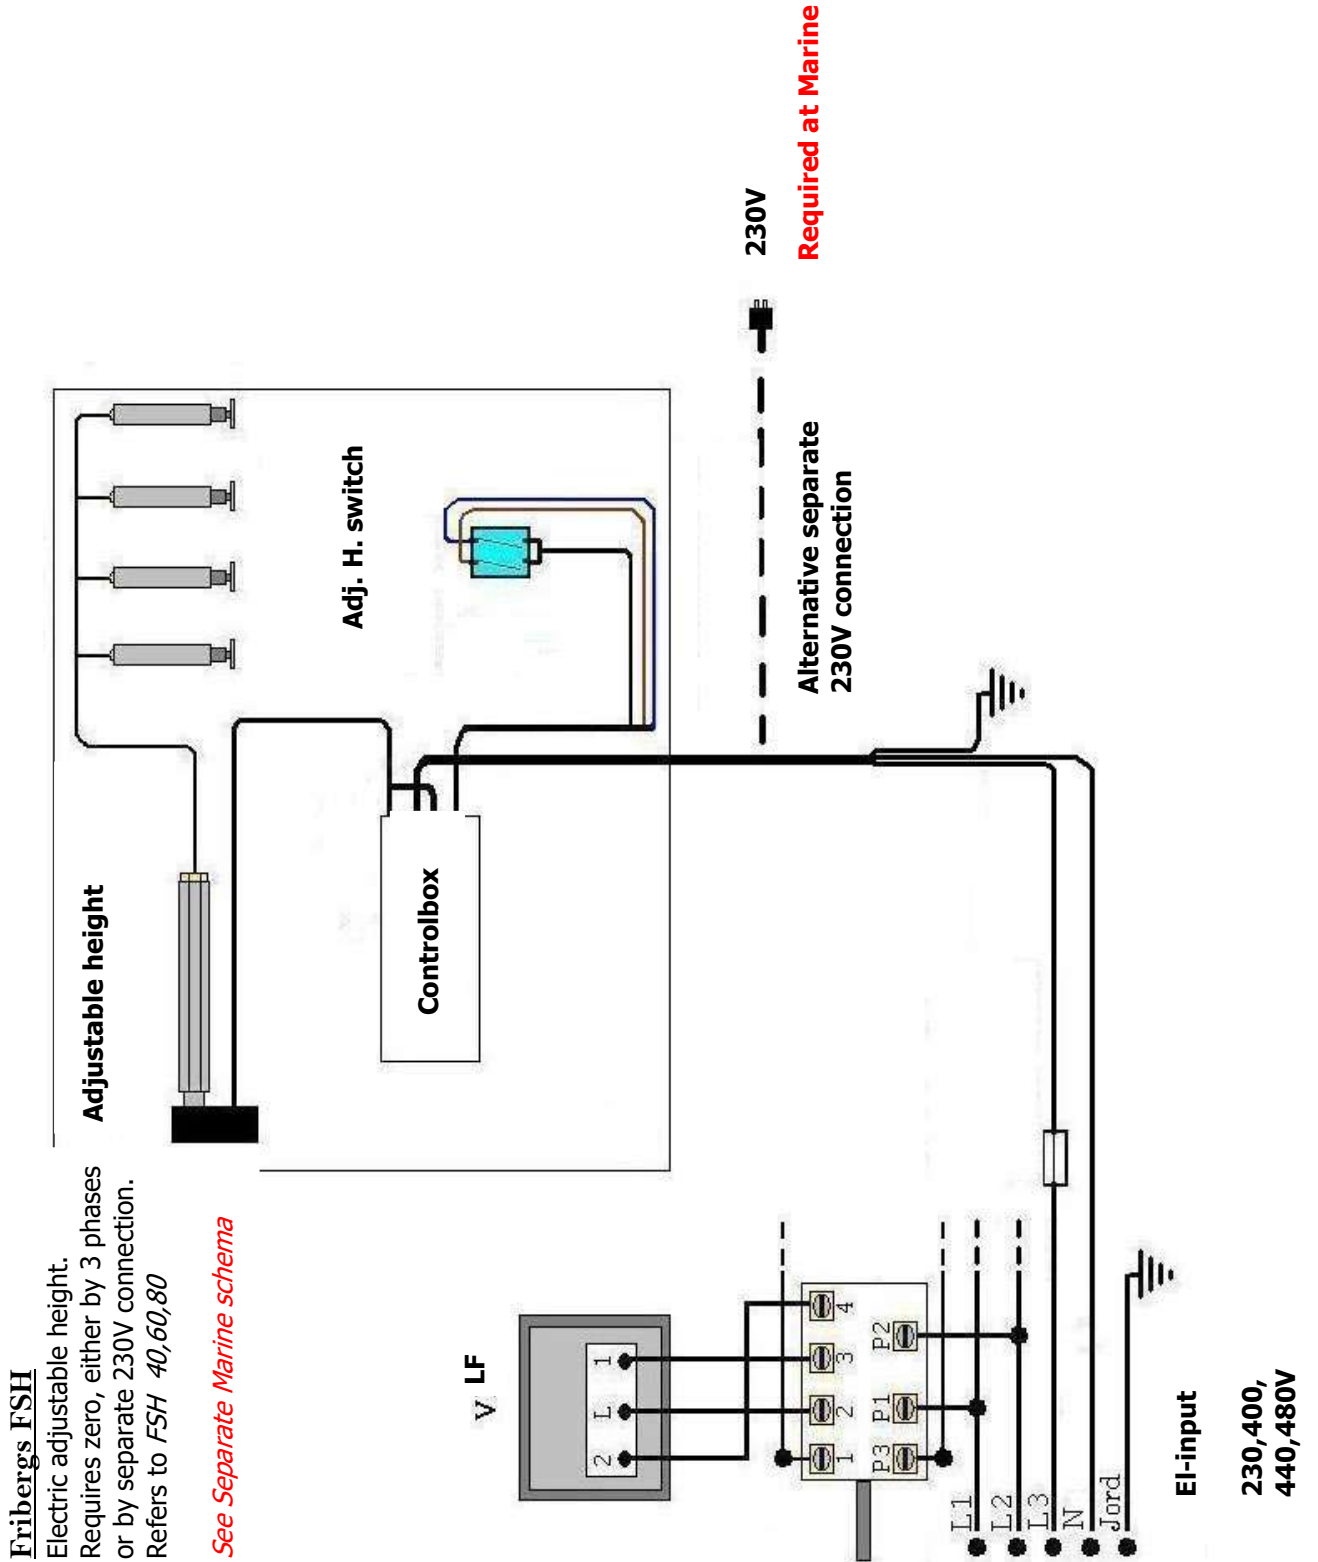 Fribergs FSH
Electric adjustable height.
Requires zero, either by 3 phases
or by separate 230V connection.
Refers to FSH 40,60,80
See Separate Marine schema
Adjustable height
Adj. H. switch
Controlbox
230V
Required at Marine
Alternative separate
230V connection
V LF
2 L 1
1 2 3 4
P3 P1 P2
L1
L2
L3
N
Jord
El-input
230,400,
440,480V